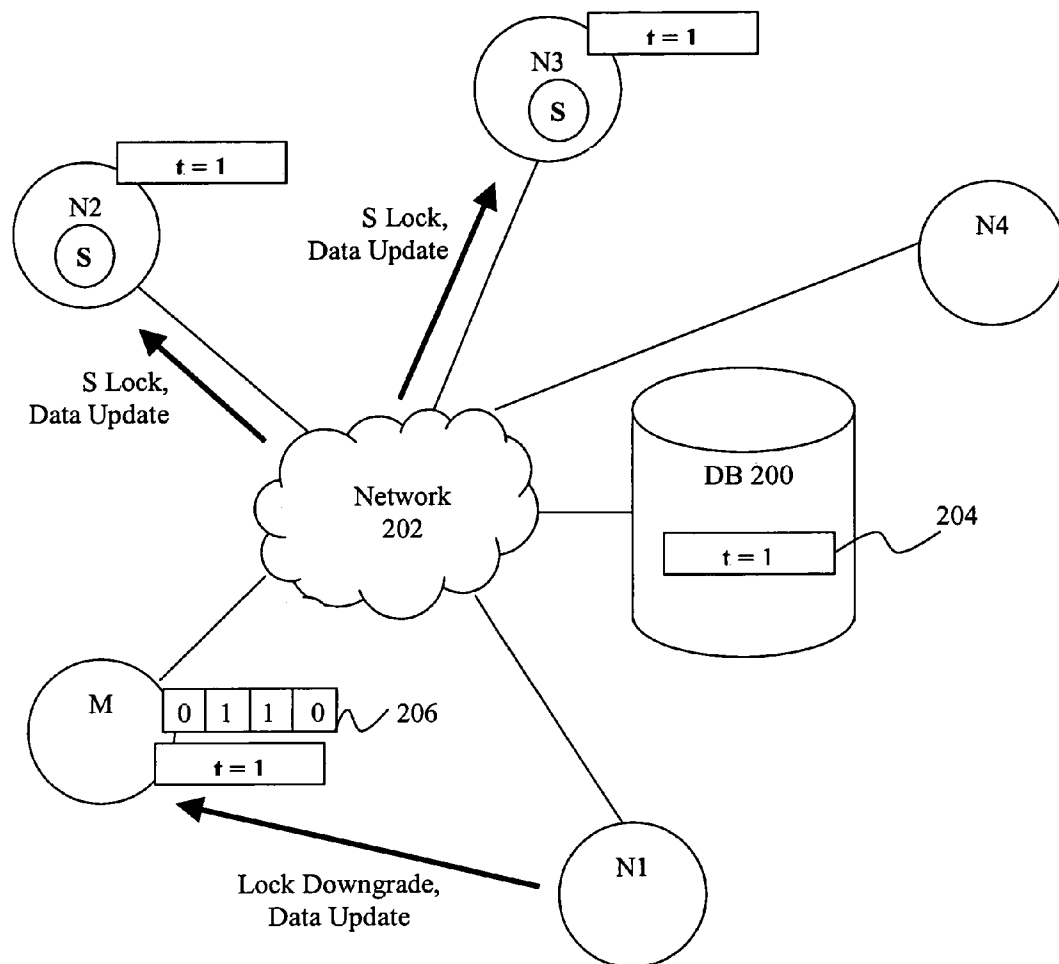 t = 1
N3
S
t = 1
N2
S
S Lock,
Data Update
N4
S Lock,
Data Update
DB 200
Network
202
204
t = 1
M
0 1 1 0
206
t = 1
N1
Lock Downgrade,
Data Update